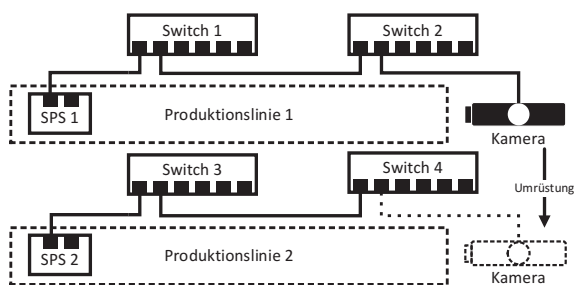 Switch 1
Switch 2
SPS 1
Produktionslinie 1
Kamera
Switch 3
Switch 4
Umrüstung
SPS 2
Produktionslinie 2
Kamera